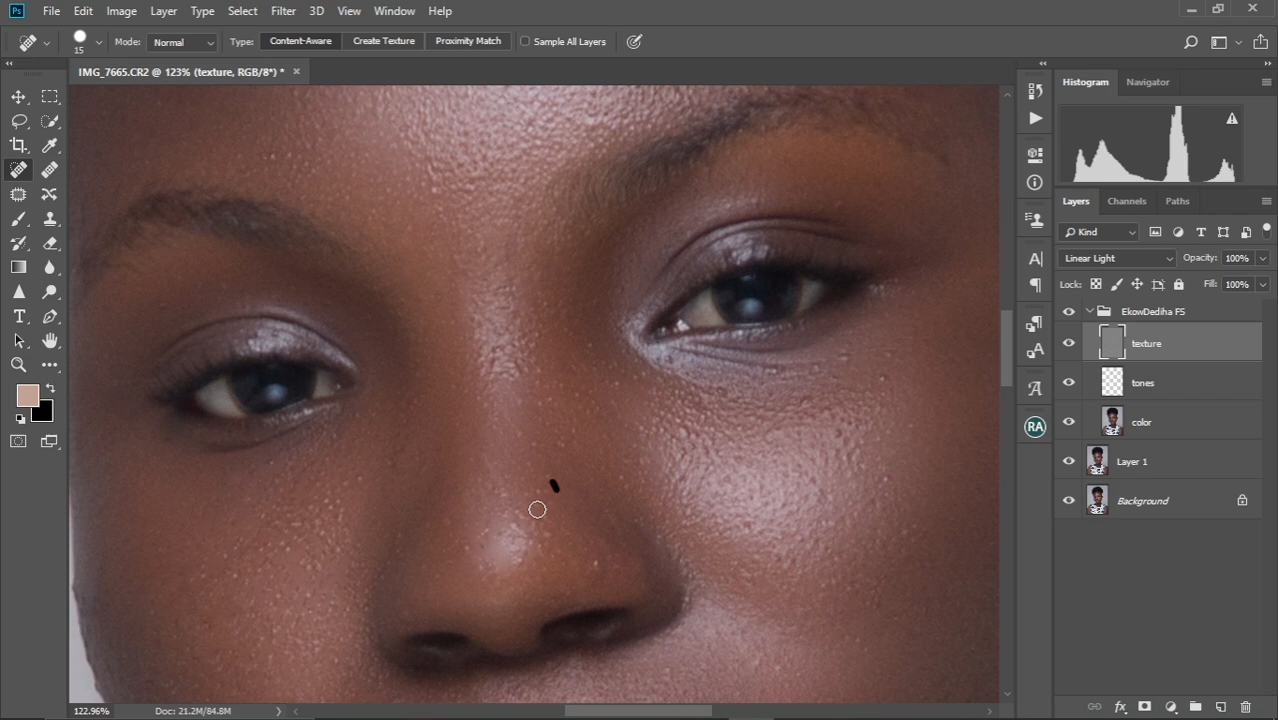 Ps File Edit Image Layer Type Select Filter 3D View Window Help
15 Mode: Normal Type: Content-Aware Create Texture Proximity Match Sample All Layers
IMG_7665.CR2 @ 123% (texture, RGB/8*) * ×
Histogram Navigator
Layers Channels Paths
Kind
Linear Light Opacity: 100%
Lock: Fill: 100%
EkowDediha FS
texture
tones
color
Layer 1
Background
RA
122.96% Doc: 21.2M/84.8M